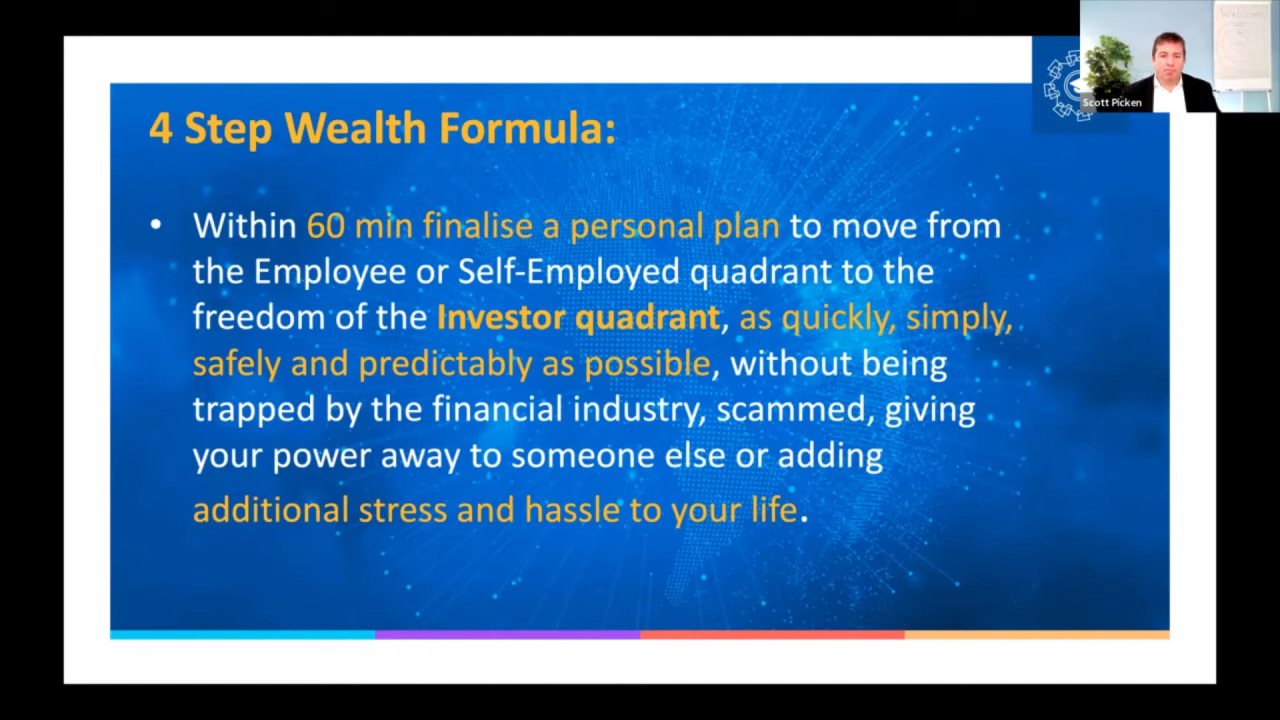 4 Step Wealth Formula:
• Within 60 min finalise a personal plan to move from
the Employee or Self-Employed quadrant to the
freedom of the Investor quadrant, as quickly, simply,
safely and predictably as possible, without being
trapped by the financial industry, scammed, giving
your power away to someone else or adding
additional stress and hassle to your life.
Scott Picken